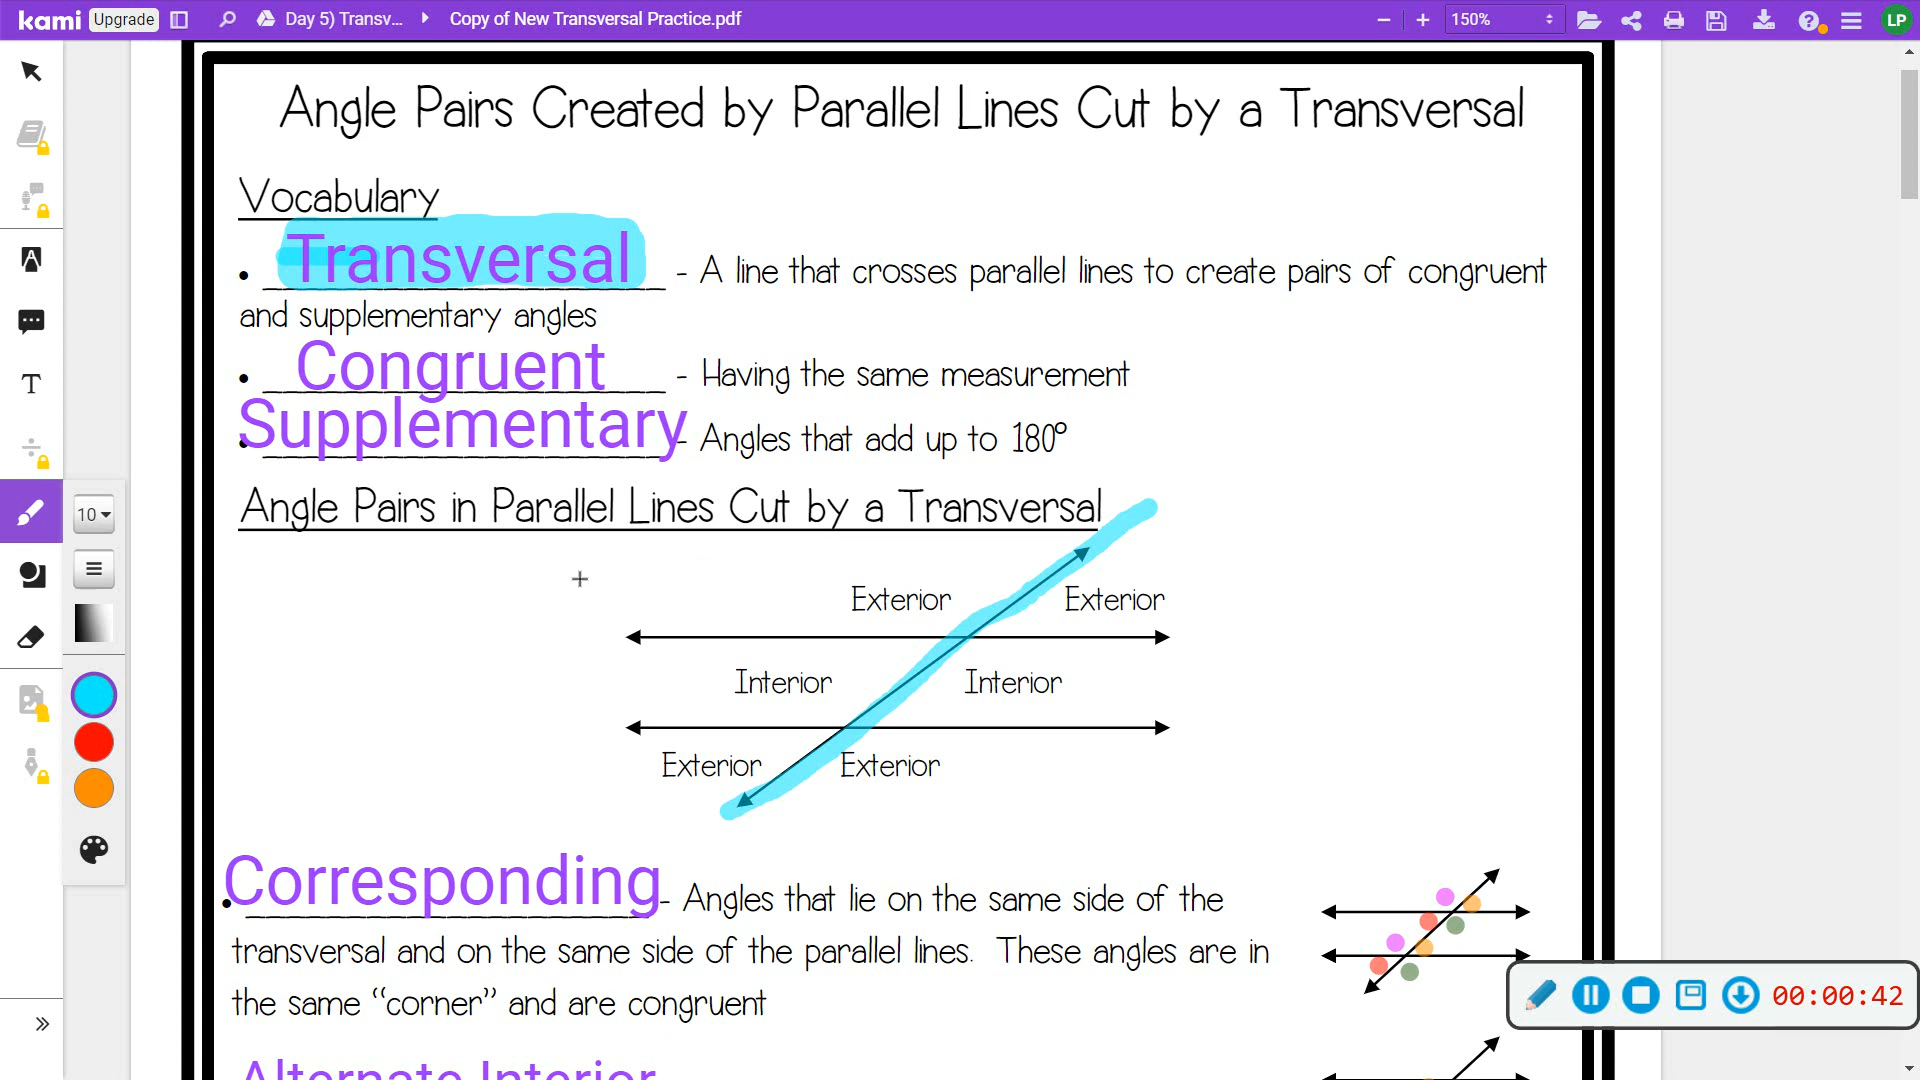 kami Upgrade Day 5) Transv... Copy of New Transversal Practice.pdf 150% LP
Angle Pairs Created by Parallel Lines Cut by a Transversal
Vocabulary
• Transversal - A line that crosses parallel lines to create pairs of congruent
and supplementary angles
• Congruent - Having the same measurement
• Supplementary - Angles that add up to 180°
Angle Pairs in Parallel Lines Cut by a Transversal
10
Exterior Exterior
Interior Interior
Exterior Exterior
• Corresponding - Angles that lie on the same side of the
transversal and on the same side of the parallel lines. These angles are in
the same “corner” and are congruent
00:00:42
Alternate Interior